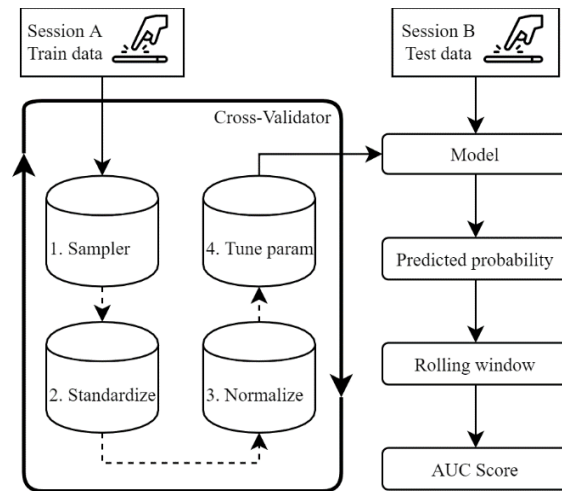 Session A
Train data
Session B
Test data
Cross-Validator
Model
1. Sampler
4. Tune param
Predicted probability
2. Standardize
3. Normalize
Rolling window
AUC Score